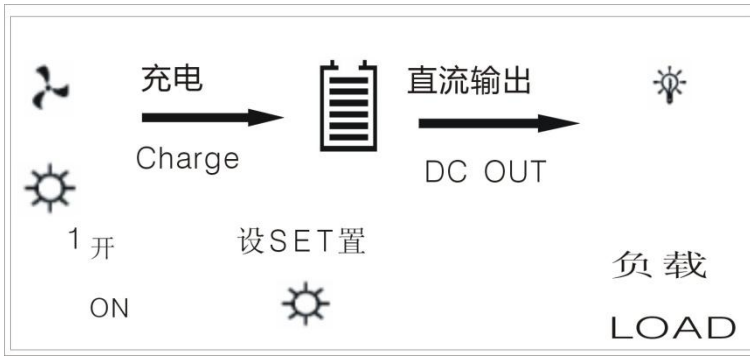 充电
直流输出
Charge
DC OUT
1 开
设SET置
负载
ON
LOAD